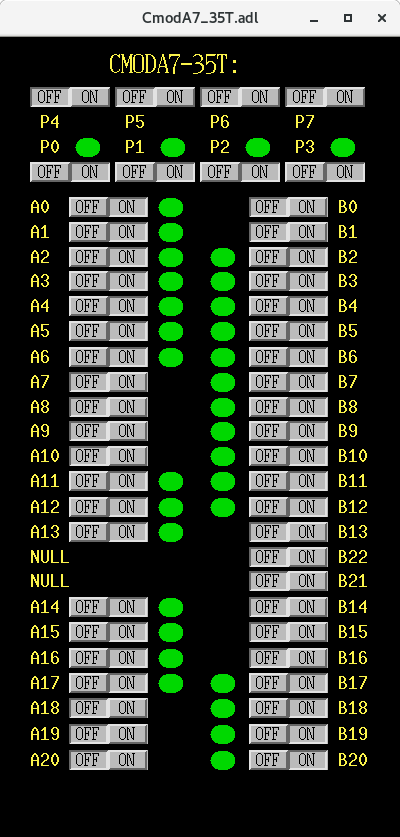 CmodA7_35T.adl
CMODA7-35T:
OFF ON OFF ON OFF ON OFF ON
P4 P5 P6 P7
P0 P1 P2 P3
OFF ON OFF ON OFF ON OFF ON
A0 OFF ON OFF ON B0
A1 OFF ON OFF ON B1
A2 OFF ON OFF ON B2
A3 OFF ON OFF ON B3
A4 OFF ON OFF ON B4
A5 OFF ON OFF ON B5
A6 OFF ON OFF ON B6
A7 OFF ON OFF ON B7
A8 OFF ON OFF ON B8
A9 OFF ON OFF ON B9
A10 OFF ON OFF ON B10
A11 OFF ON OFF ON B11
A12 OFF ON OFF ON B12
A13 OFF ON OFF ON B13
NULL OFF ON B22
NULL OFF ON B21
A14 OFF ON OFF ON B14
A15 OFF ON OFF ON B15
A16 OFF ON OFF ON B16
A17 OFF ON OFF ON B17
A18 OFF ON OFF ON B18
A19 OFF ON OFF ON B19
A20 OFF ON OFF ON B20